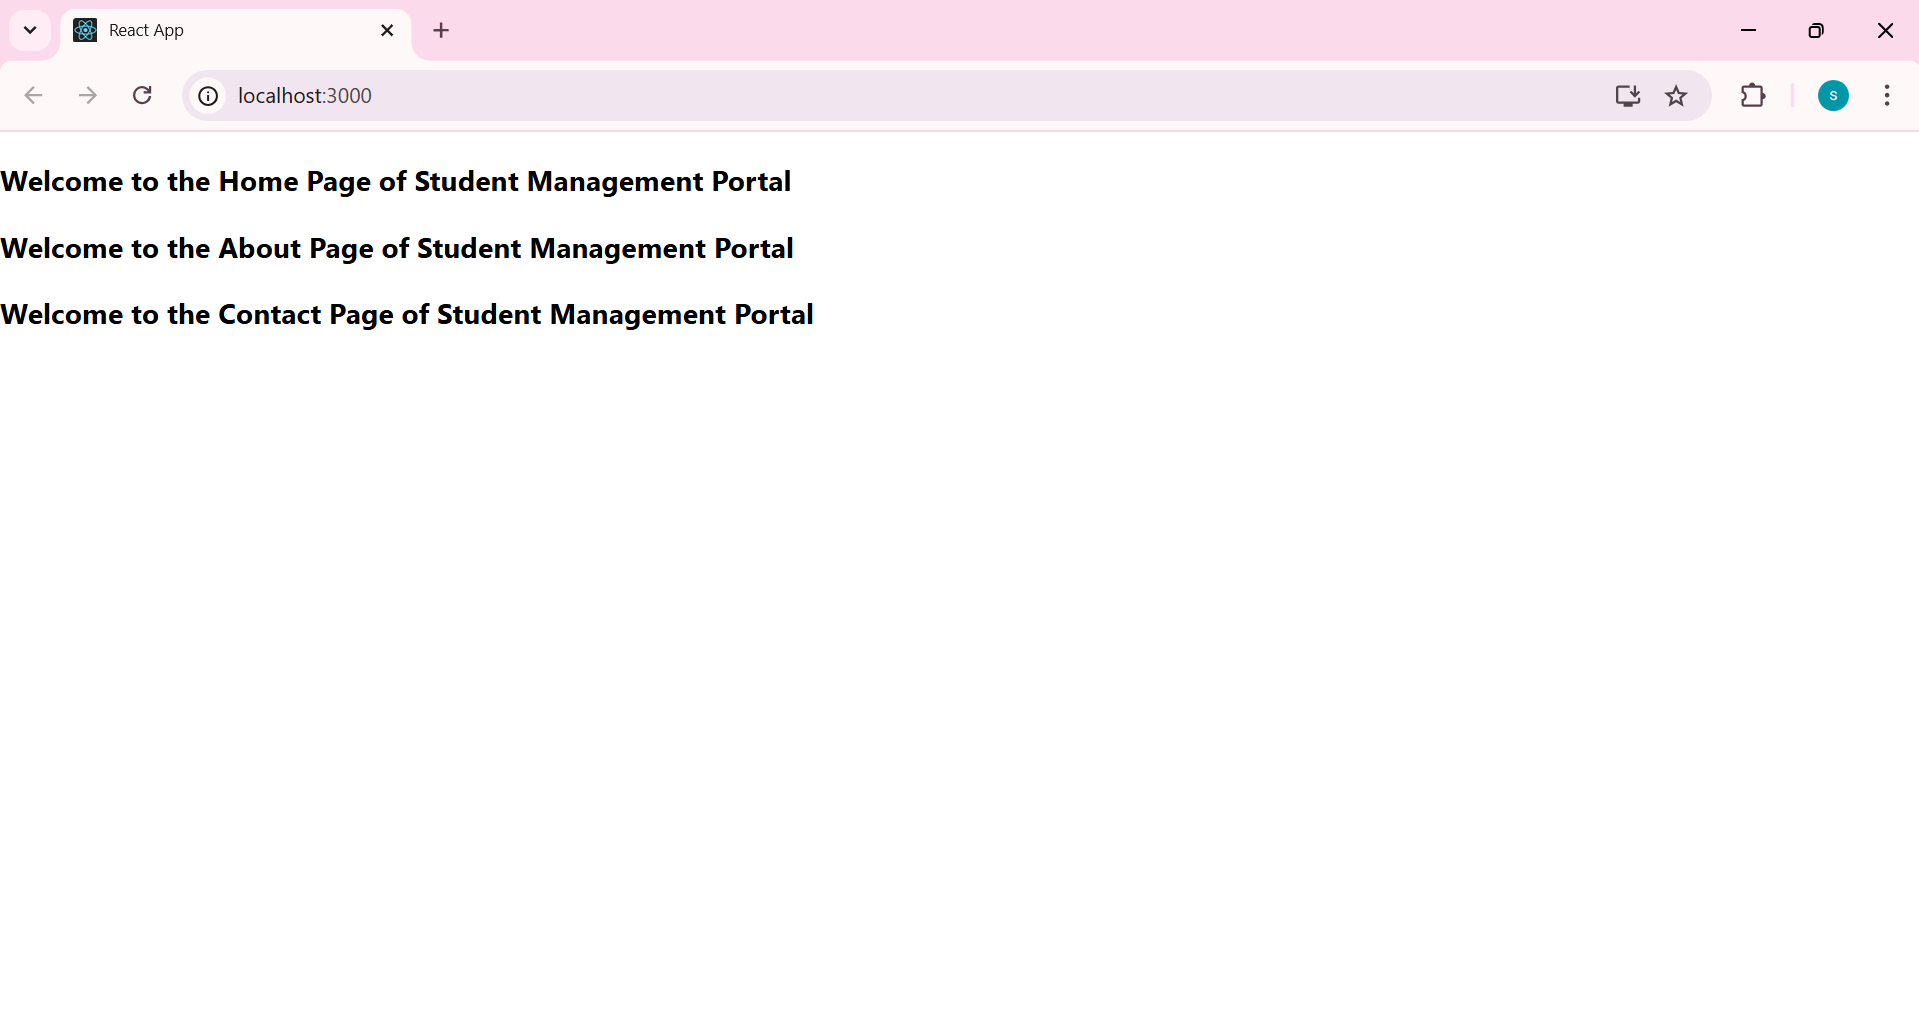 React App
localhost:3000
S
Welcome to the Home Page of Student Management Portal
Welcome to the About Page of Student Management Portal
Welcome to the Contact Page of Student Management Portal